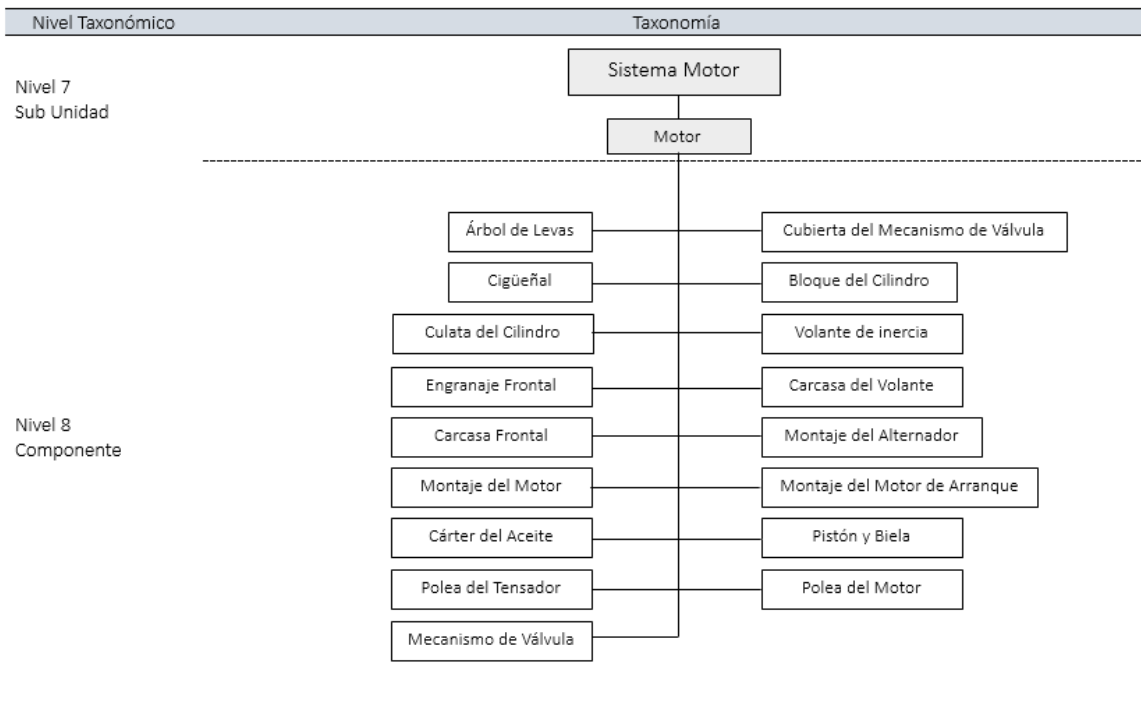 Nivel Taxonómico
Taxonomía
Nivel 7
Sub Unidad
Sistema Motor
Motor
Nivel 8
Componente
Árbol de Levas
Cubierta del Mecanismo de Válvula
Cigüeñal
Bloque del Cilindro
Culata del Cilindro
Volante de inercia
Engranaje Frontal
Carcasa del Volante
Carcasa Frontal
Montaje del Alternador
Montaje del Motor
Montaje del Motor de Arranque
Cárter del Aceite
Pistón y Biela
Polea del Tensador
Polea del Motor
Mecanismo de Válvula